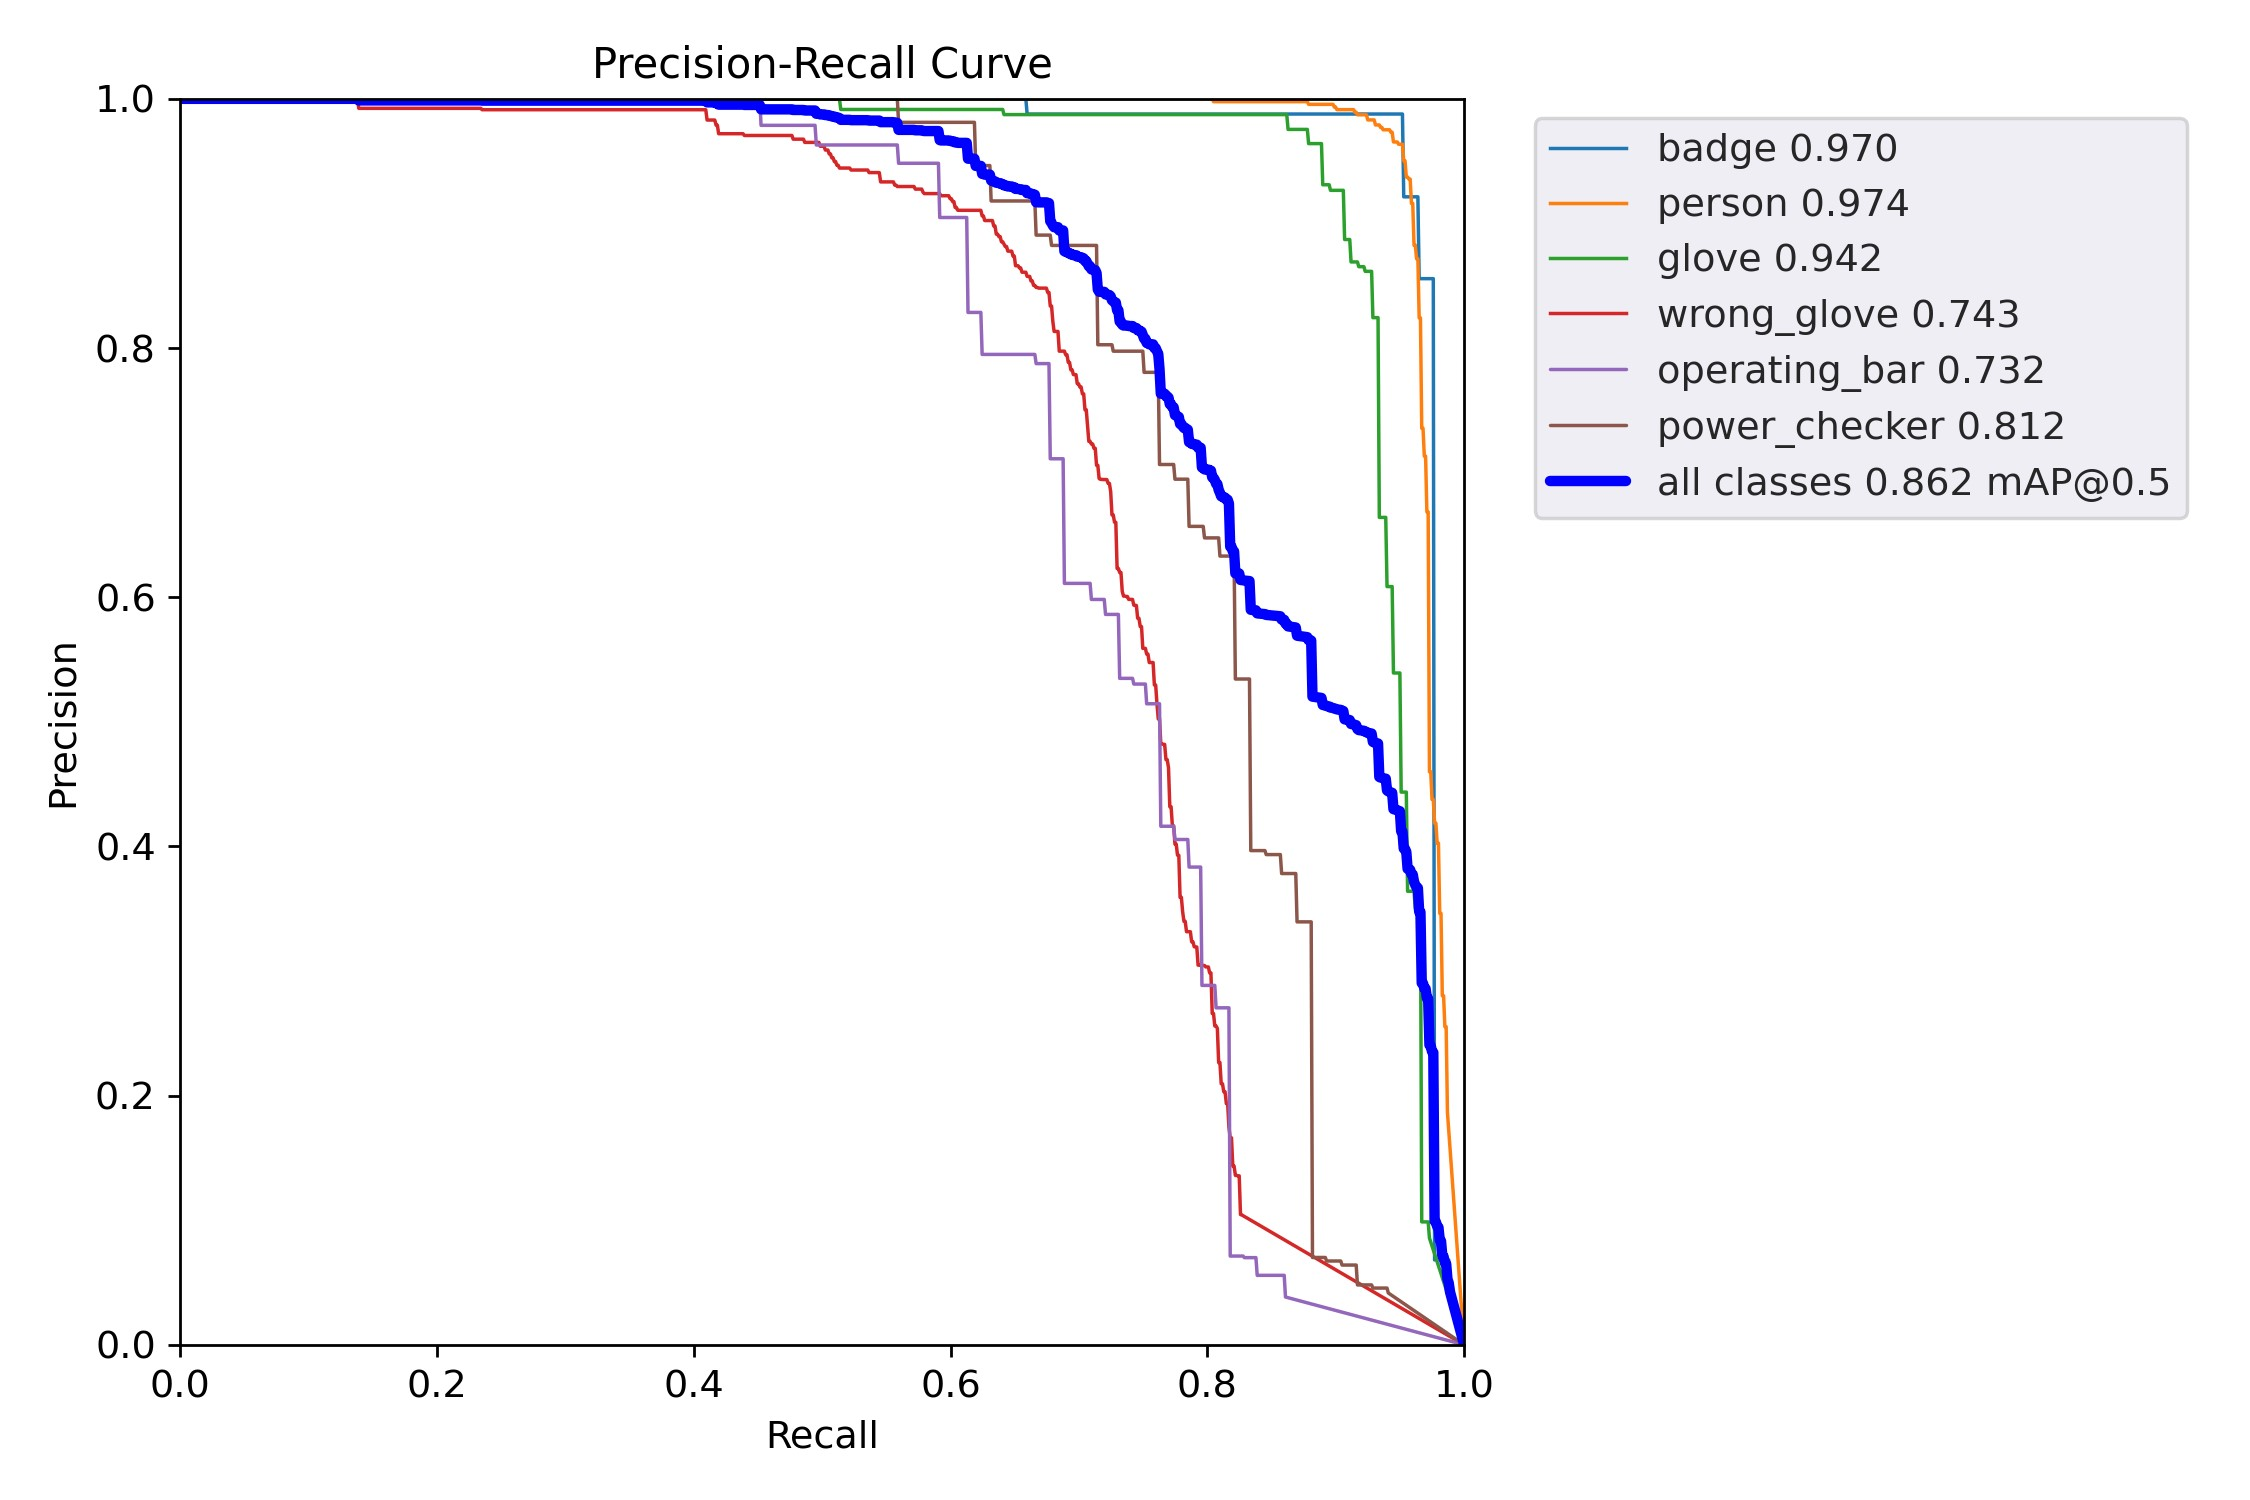 Precision-Recall Curve
1.0
0.8
0.6
0.4
0.2
0.0
Precision
0.0 0.2 0.4 0.6 0.8 1.0
Recall
badge 0.970
person 0.974
glove 0.942
wrong_glove 0.743
operating_bar 0.732
power_checker 0.812
all classes 0.862 mAP@0.5